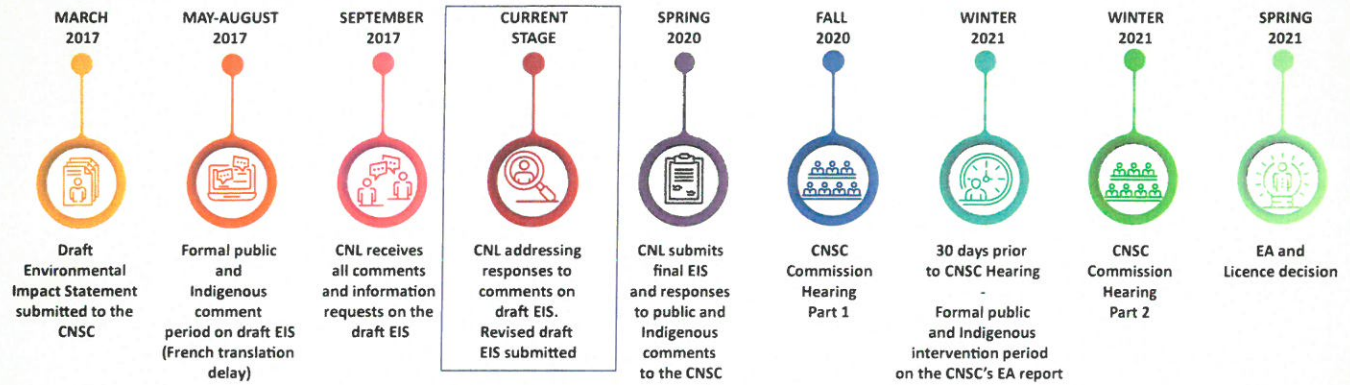 MARCH
2017
Draft
Environmental
Impact Statement
submitted to the
CNSC
MAY-AUGUST
2017
Formal public
and
Indigenous
comment
period on draft EIS
(French translation
delay)
SEPTEMBER
2017
CNL receives
all comments
and information
requests on the
draft EIS
CURRENT
STAGE
CNL addressing
responses to
comments on
draft EIS.
Revised draft
EIS submitted
SPRING
2020
CNL submits
final EIS
and responses
to public and
Indigenous
comments
to the CNSC
FALL
2020
CNSC
Commission
Hearing
Part 1
WINTER
2021
30 days prior
to CNSC Hearing
-
Formal public
and Indigenous
intervention period
on the CNSC's EA report
WINTER
2021
CNSC
Commission
Hearing
Part 2
SPRING
2021
EA and
Licence decision